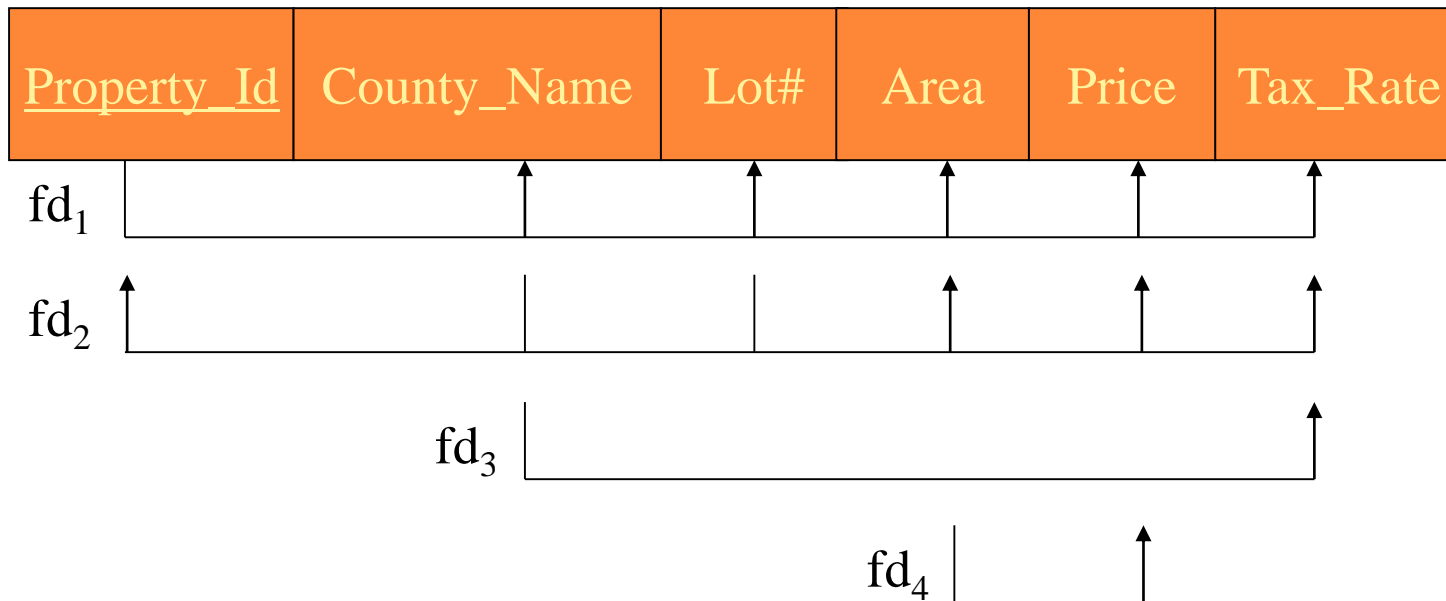 Property_Id County_Name Lot# Area Price Tax_Rate
fd₁
fd₂
fd₃
fd₄